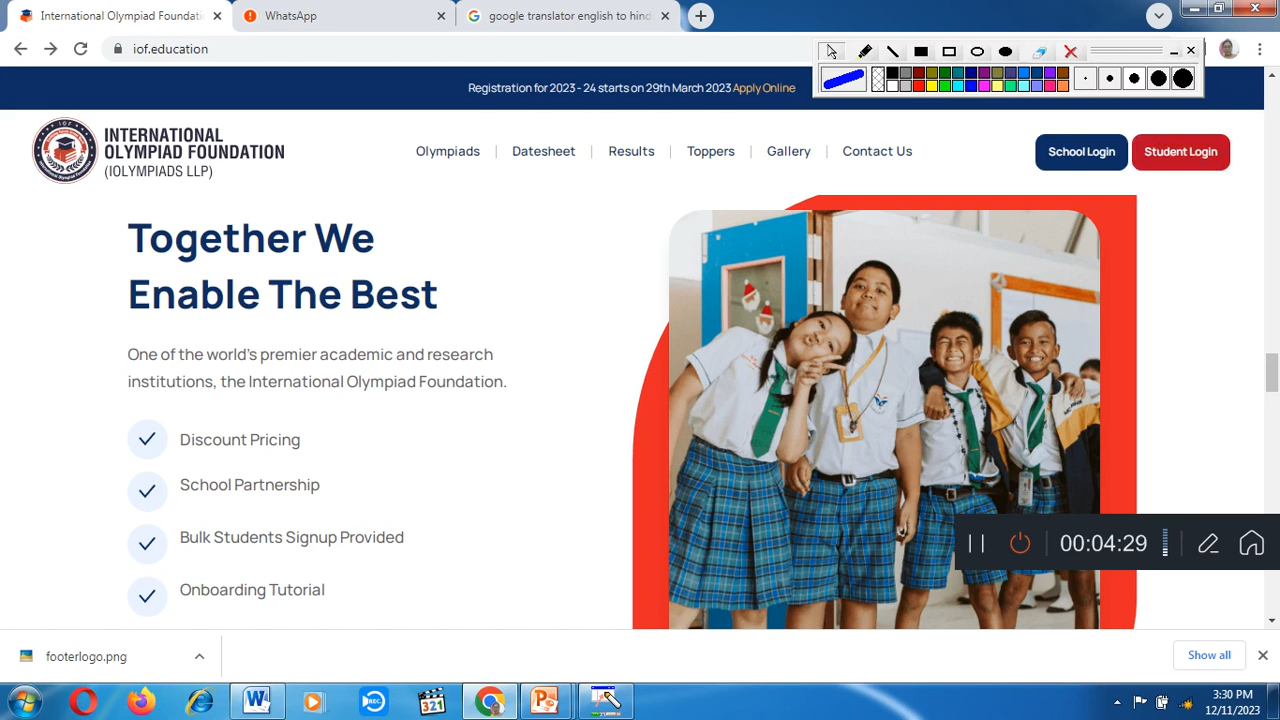 International Olympiad Foundatio
WhatsApp
google translator english to hind
iof.education
Registration for 2023 - 24 starts on 29th March 2023 Apply Online
INTERNATIONAL
OLYMPIAD FOUNDATION
(IOLYMPIADS LLP)
Olympiads
Datesheet
Results
Toppers
Gallery
Contact Us
School Login
Student Login
Together We
Enable The Best
One of the world's premier academic and research
institutions, the International Olympiad Foundation.
Discount Pricing
School Partnership
Bulk Students Signup Provided
Onboarding Tutorial
00:04:29
footerlogo.png
Show all
REC
321
3:30 PM
12/11/2023